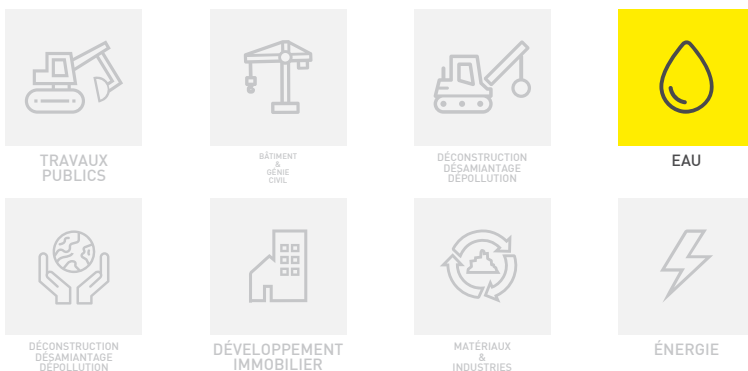 TRAVAUX
PUBLICS
BÂTIMENT
&
GÉNIE
CIVIL
DÉCONSTRUCTION
DÉSAMIANTAGE
DÉPOLLUTION
EAU
DÉCONSTRUCTION
DÉSAMIANTAGE
DÉPOLLUTION
DÉVELOPPEMENT
IMMOBILIER
MATÉRIAUX
&
INDUSTRIES
ÉNERGIE